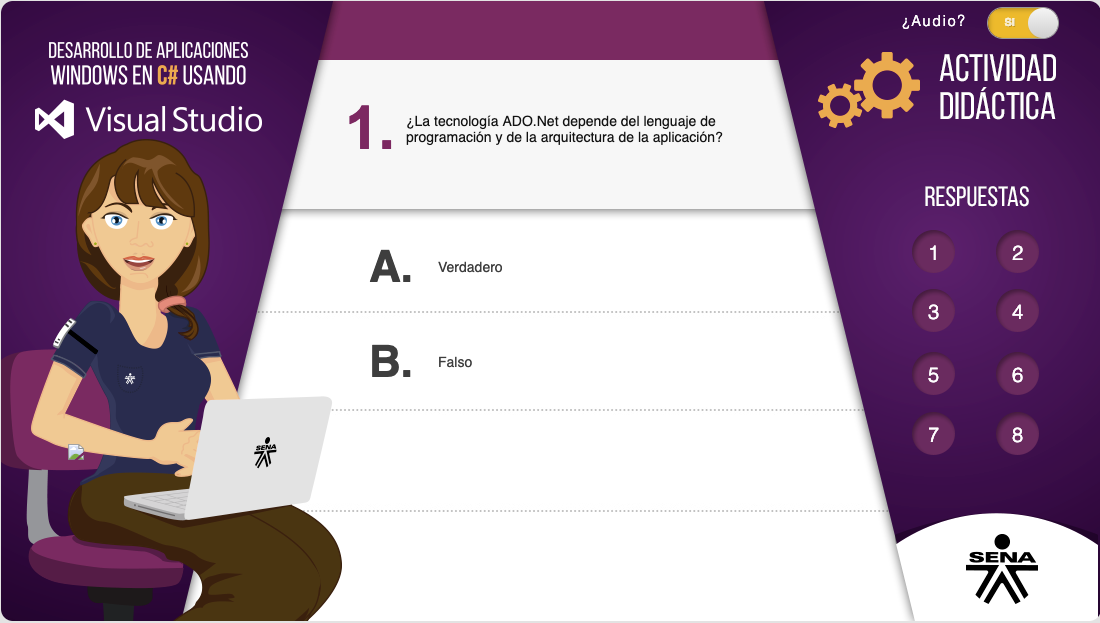 DESARROLLO DE APLICACIONES
WINDOWS EN C# USANDO
Visual Studio
¿Audio?
SI
ACTIVIDAD
DIDÁCTICA
1.
¿La tecnología ADO.Net depende del lenguaje de
programación y de la arquitectura de la aplicación?
A. Verdadero
B. Falso
RESPUESTAS
1 2
3 4
5 6
7 8
SENA
SENA